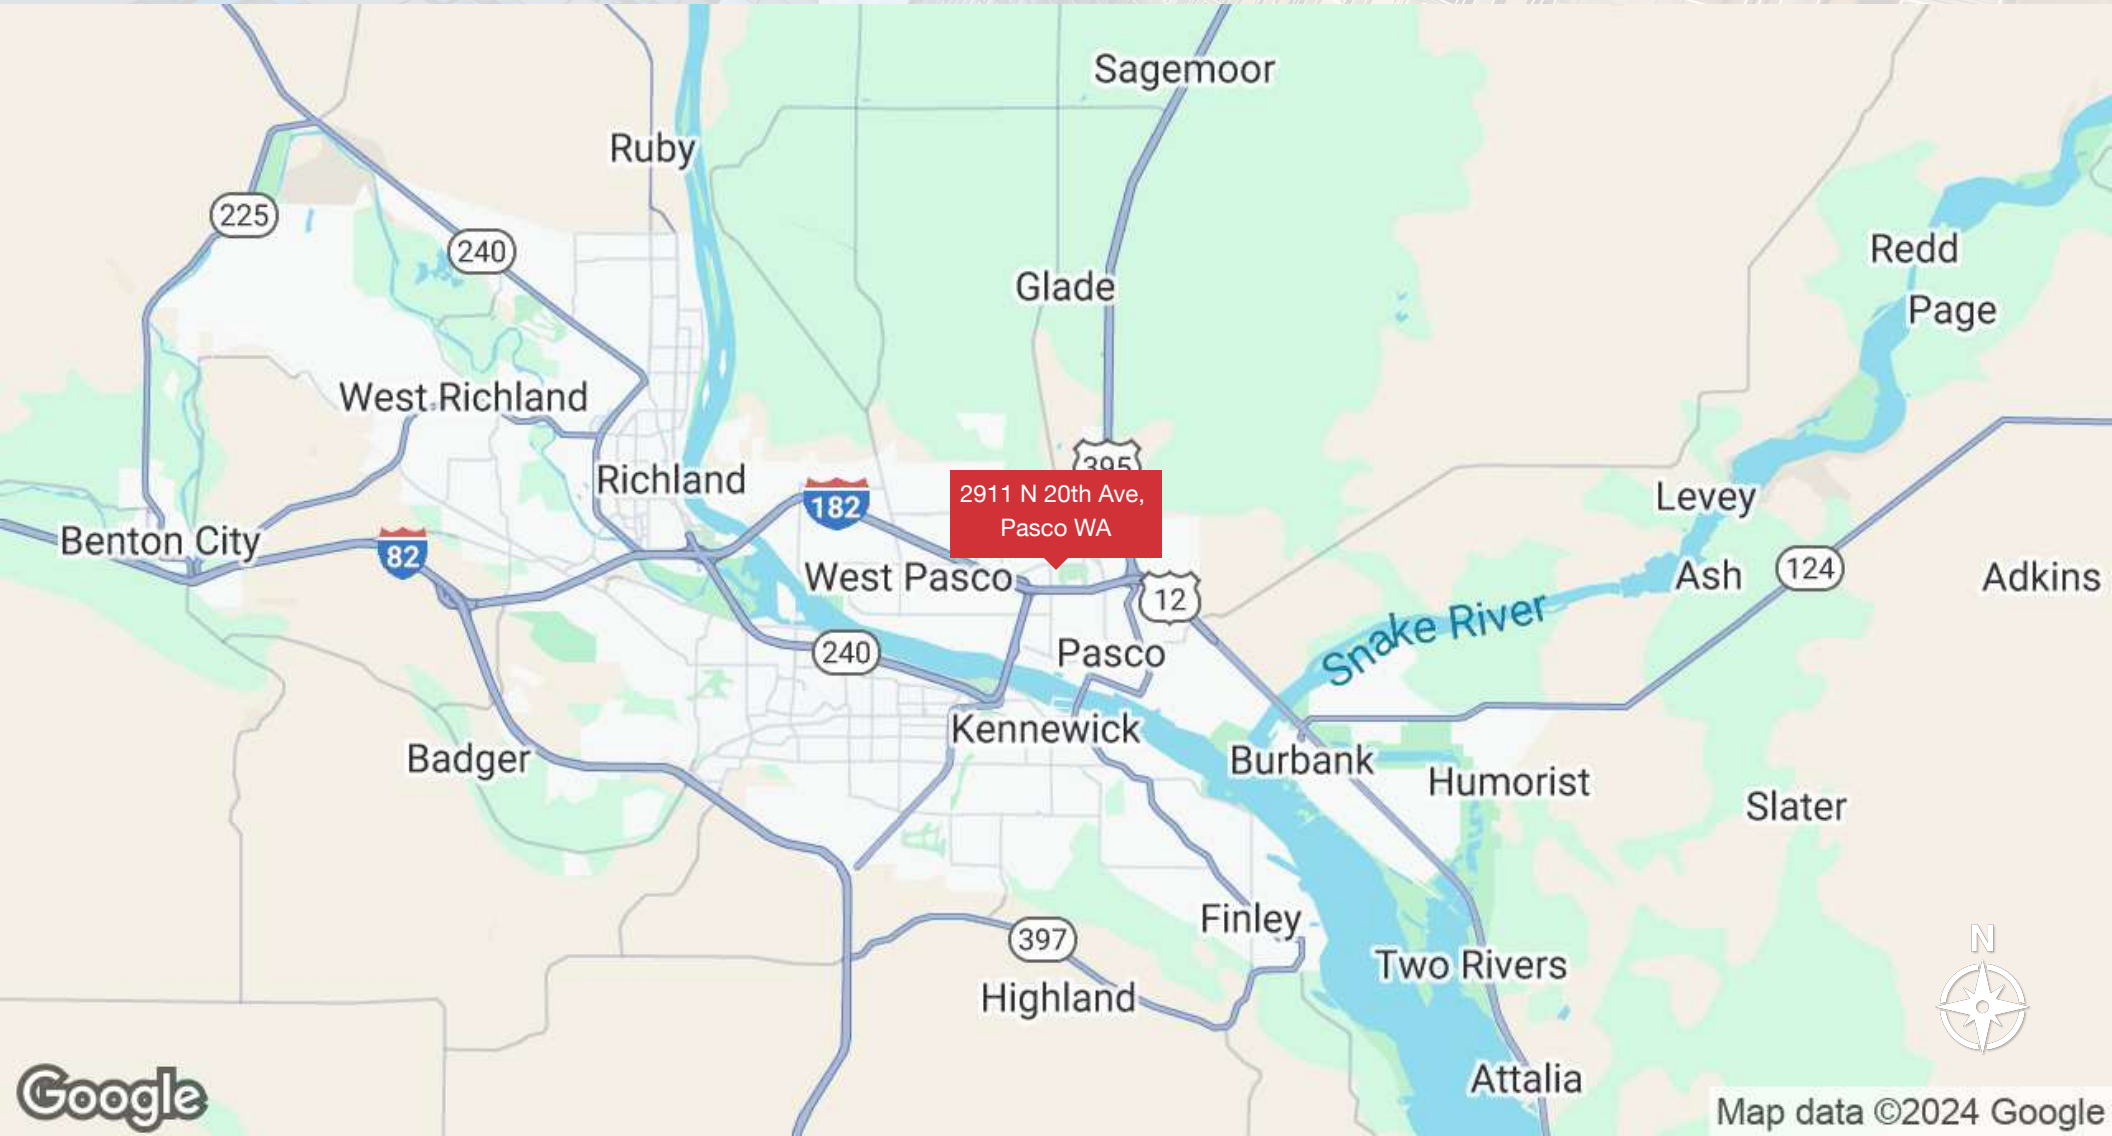 Sagemoor
Ruby
225
240
Redd
Glade
Page
West Richland
395
Richland
2911 N 20th Ave,
Pasco WA
182
Levey
Benton City
82
West Pasco
12
Ash
124
Adkins
Snake River
240
Pasco
Kennewick
Badger
Burbank
Humorist
Slater
Finley
397
N
Two Rivers
Highland
Attalia
Google
Map data ©2024 Google